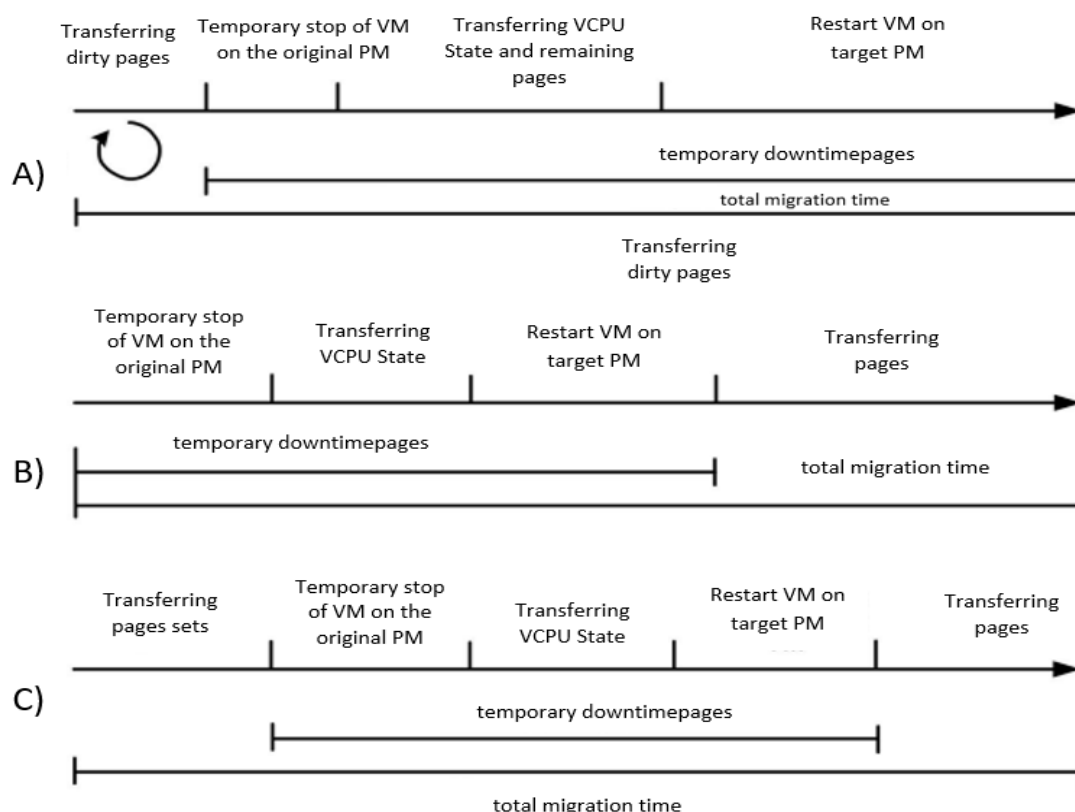 Transferring
dirty pages
Temporary stop of VM
on the original PM
Transferring VCPU
State and remaining
pages
Restart VM on
target PM
A)
temporary downtimepages
total migration time
Transferring
dirty pages
Temporary stop
of VM on the
original PM
Transferring
VCPU State
Restart VM on
target PM
Transferring
pages
B)
temporary downtimepages
total migration time
Transferring
pages sets
Temporary stop
of VM on the
original PM
Transferring
VCPU State
Restart VM on
target PM
Transferring
pages
C)
temporary downtimepages
total migration time